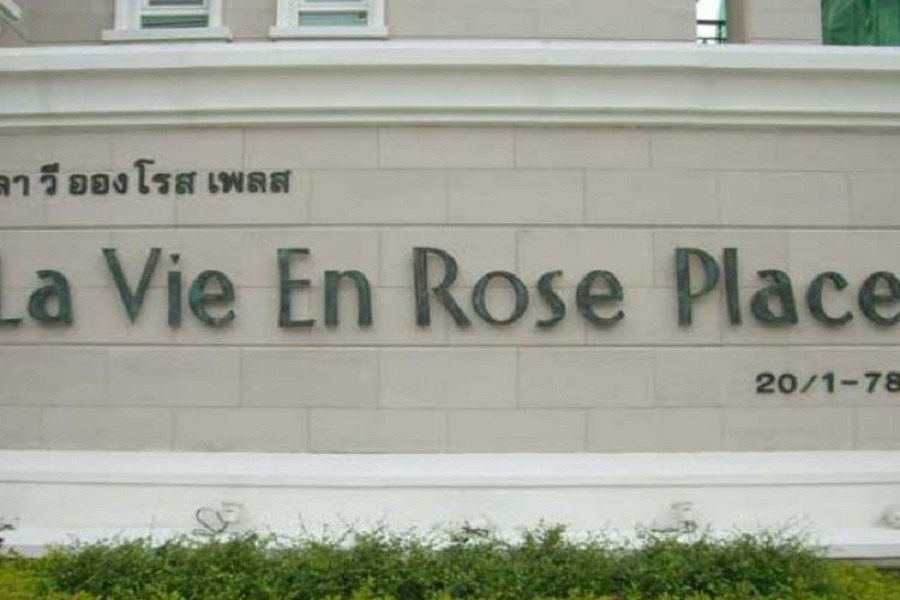 ลา วี อองโรส เพลส
La Vie En Rose Place
20/1-78